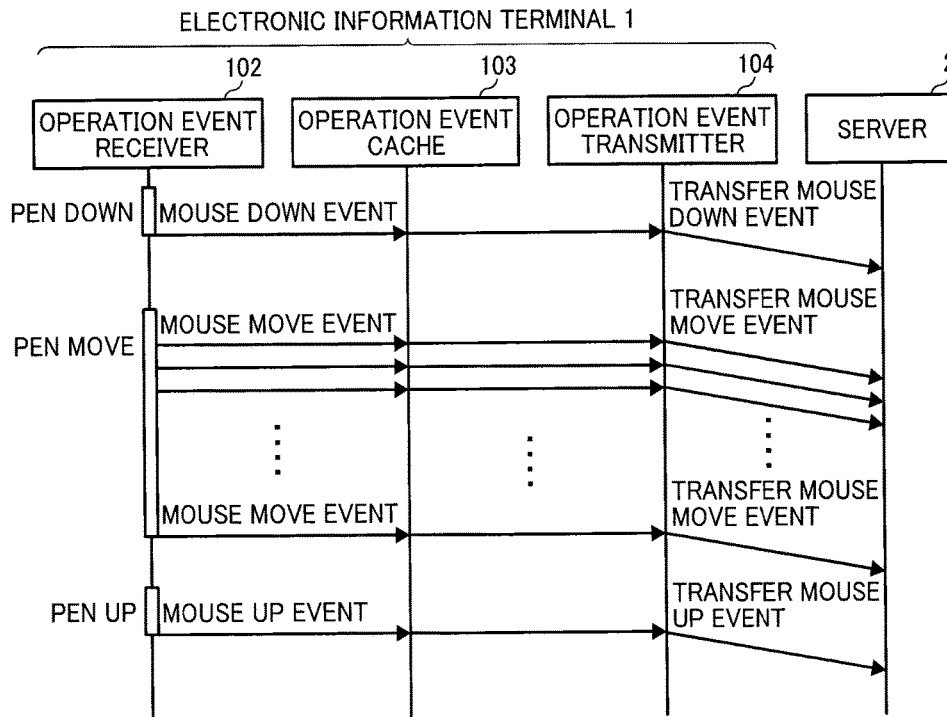 ELECTRONIC INFORMATION TERMINAL 1
102
103
104
2
OPERATION EVENT
RECEIVER
OPERATION EVENT
CACHE
OPERATION EVENT
TRANSMITTER
SERVER
PEN DOWN
MOUSE DOWN EVENT
TRANSFER MOUSE
DOWN EVENT
PEN MOVE
MOUSE MOVE EVENT
TRANSFER MOUSE
MOVE EVENT
MOUSE MOVE EVENT
TRANSFER MOUSE
MOVE EVENT
PEN UP
MOUSE UP EVENT
TRANSFER MOUSE
UP EVENT